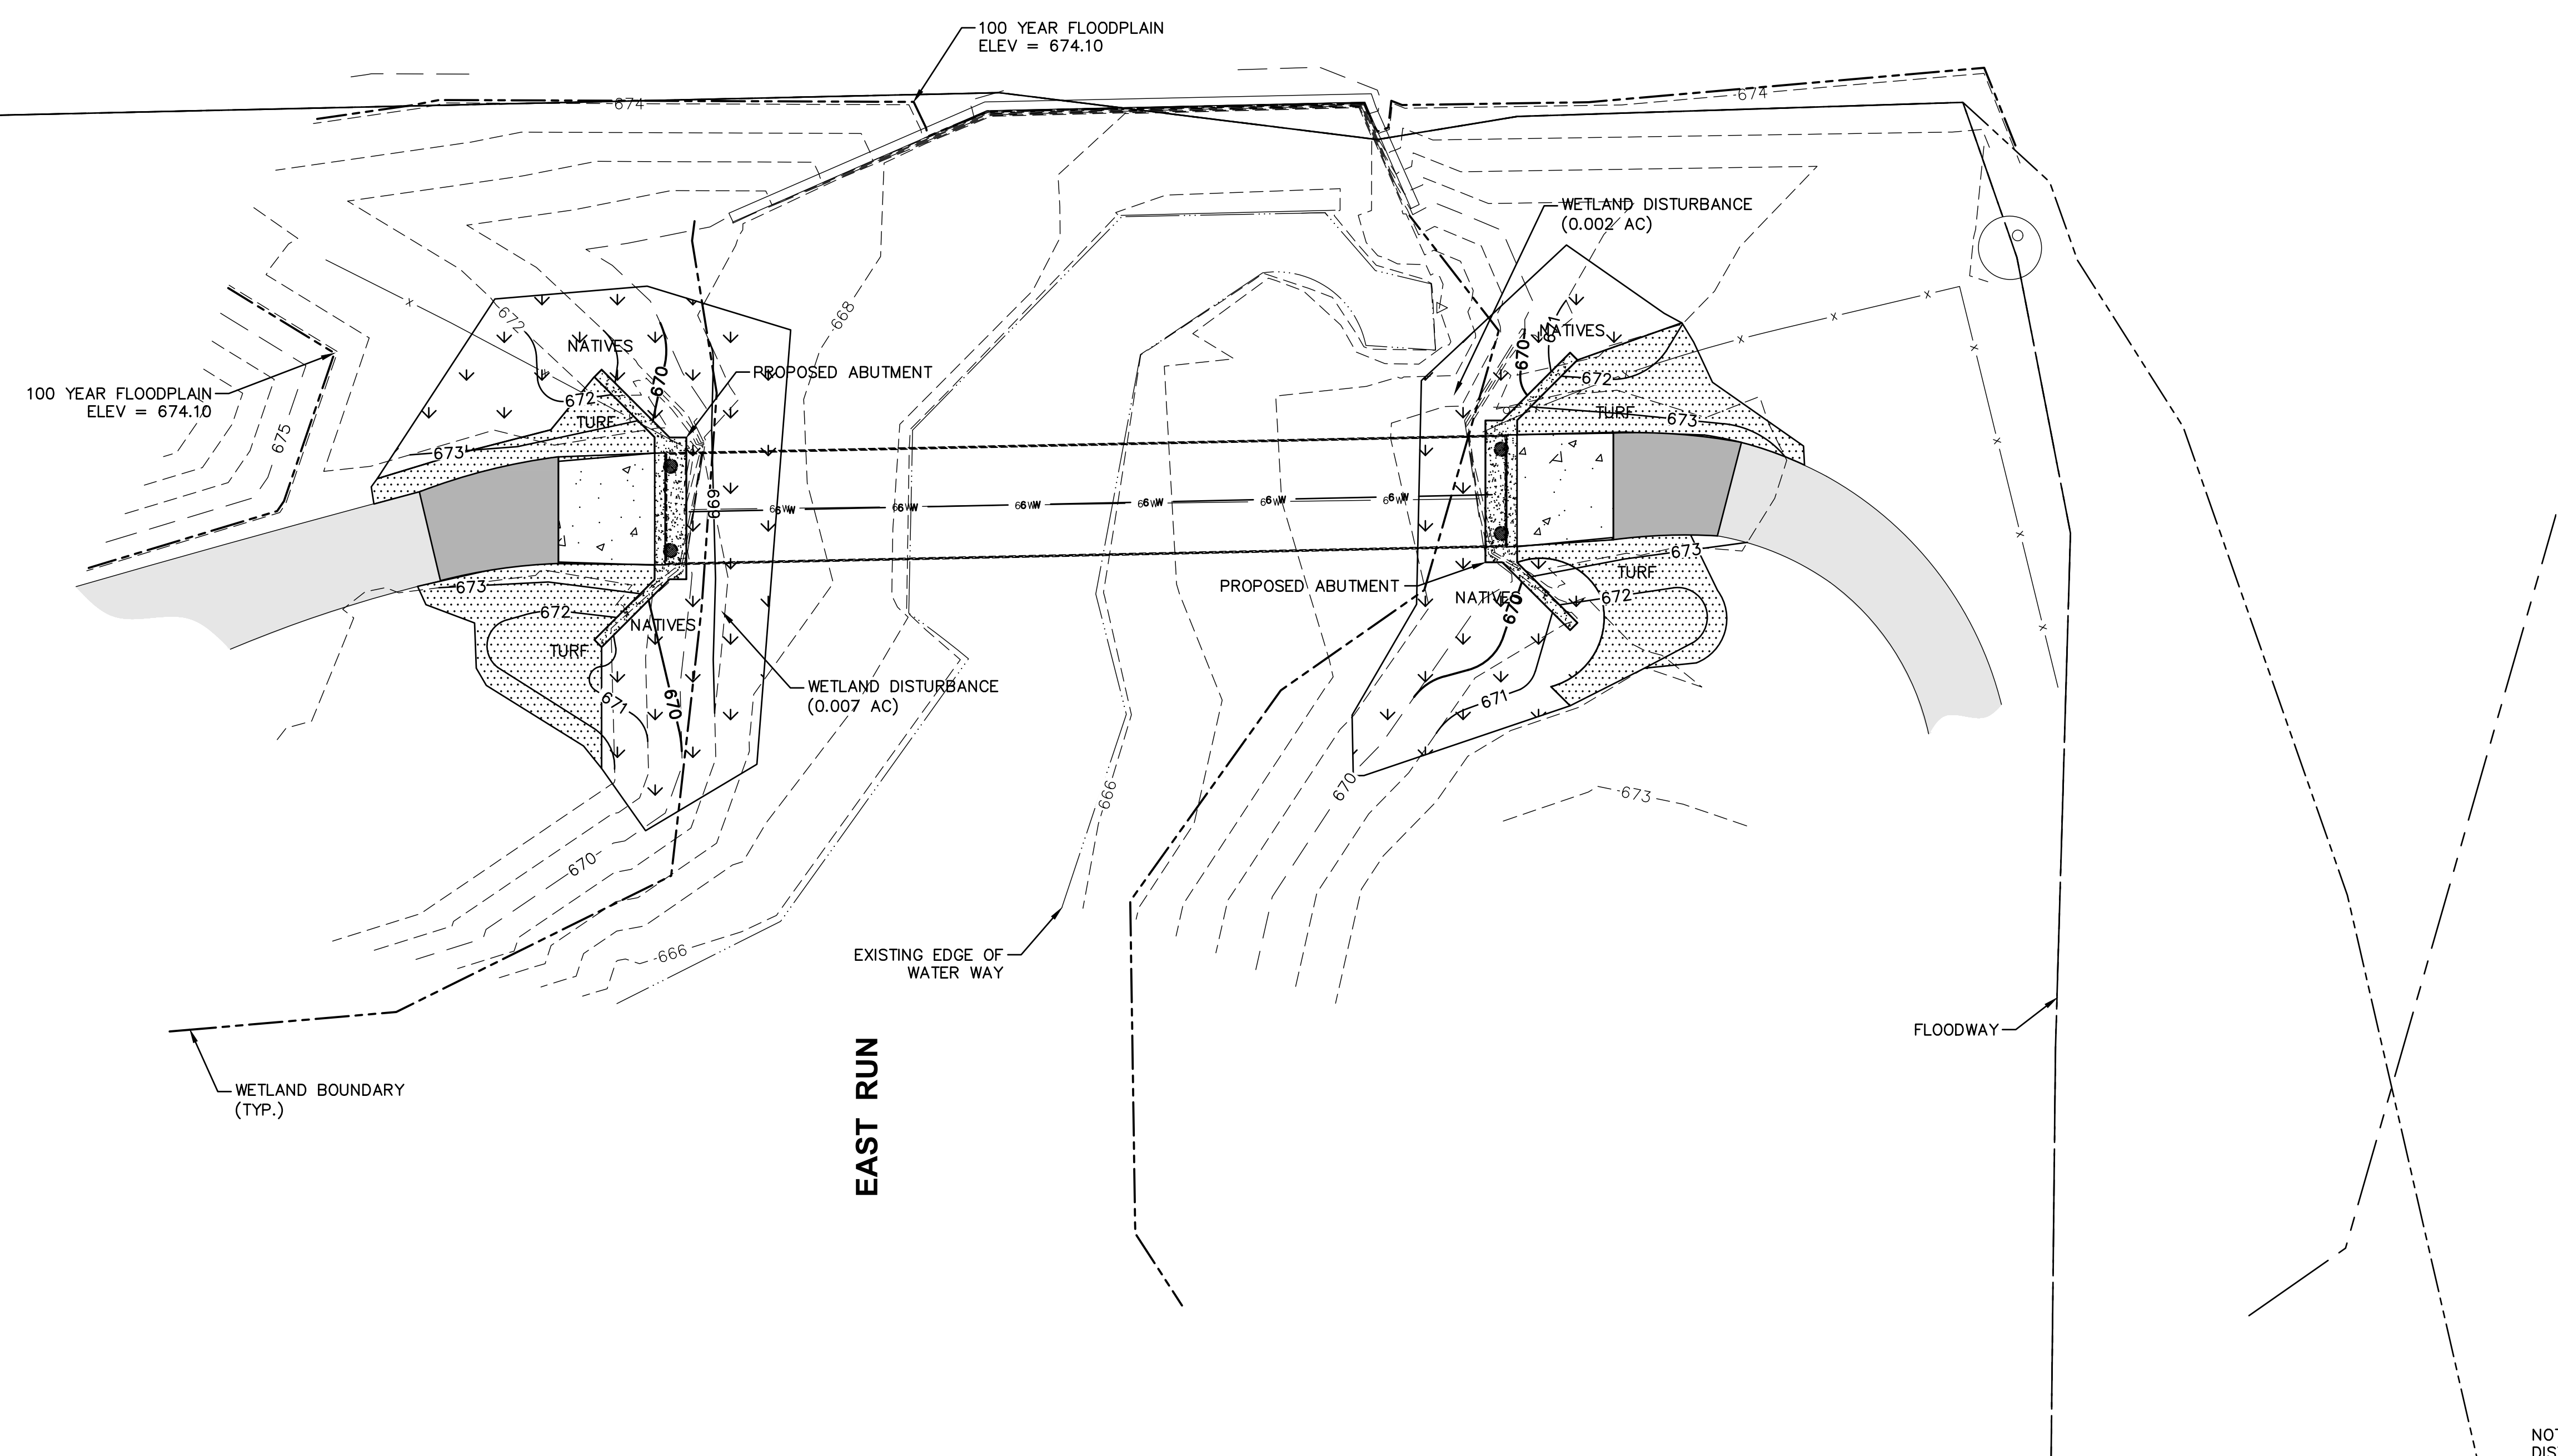 100 YEAR FLOODPLAIN
ELEV = 674.10
674
674
WETLAND DISTURBANCE
(0.002 AC)
668
672
NATIVES
671
NATIVES
670
PROPOSED ABUTMENT
670
672
672
100 YEAR FLOODPLAIN
ELEV = 674.10
TURF
TURF
673
675
673
669
673
673
TURF
PROPOSED ABUTMENT
672
NATIVES
672
670
NATIVES
TURF
WETLAND DISTURBANCE
(0.007 AC)
671
670
671
670
666
673
670
EXISTING EDGE OF
WATER WAY
666
FLOODWAY
EAST RUN
WETLAND BOUNDARY
(TYP.)